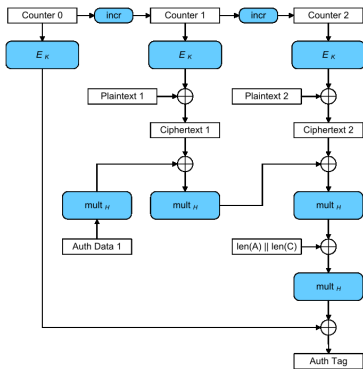 Counter 0 incr Counter 1 incr Counter 2
E K E K E K
Plaintext 1 Plaintext 2
Ciphertext 1 Ciphertext 2
mult H mult H mult H
Auth Data 1 len(A) || len(C)
mult H
Auth Tag